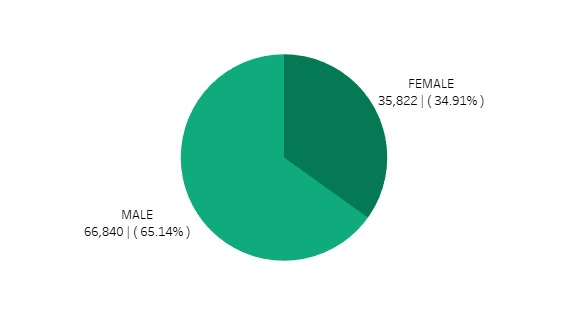 FEMALE
35,822 | ( 34.91% )
MALE
66,840 | ( 65.14% )